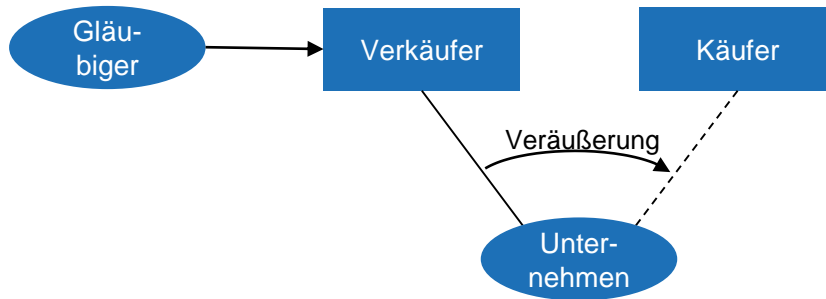 Gläu-
biger
Verkäufer
Käufer
Veräußerung
Unter-
nehmen